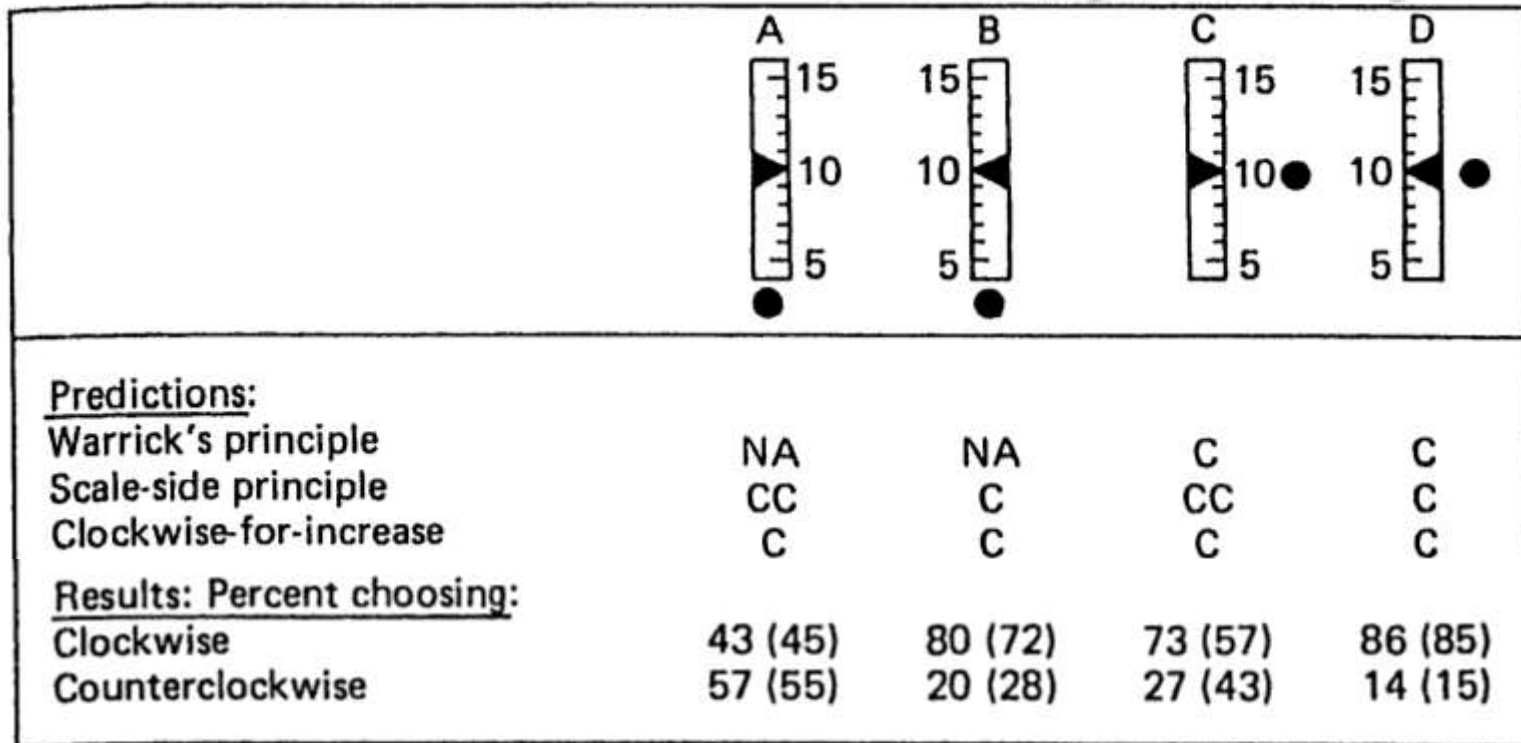 A B C D
15 15 15 15
10 10 10 10
5 5 5 5
Predictions:
Warrick's principle NA NA C C
Scale-side principle CC C CC C
Clockwise-for-increase C C C C
Results: Percent choosing:
Clockwise 43 (45) 80 (72) 73 (57) 86 (85)
Counterclockwise 57 (55) 20 (28) 27 (43) 14 (15)